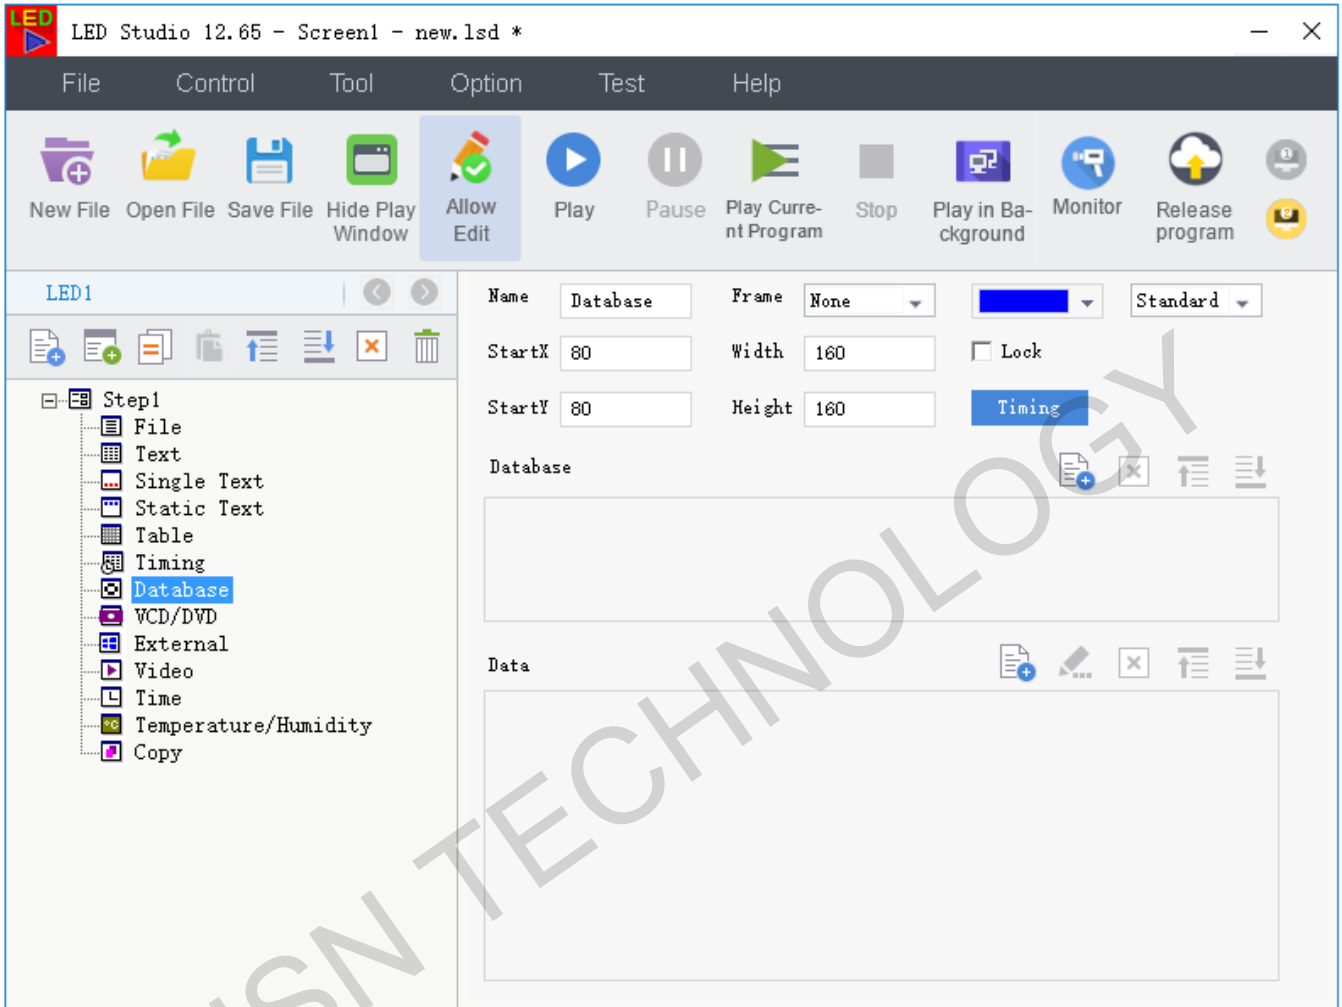 LED
LED Studio 12.65 - Screen1 - new.lsd *
File Control Tool Option Test Help
New File Open File Save File Hide Play Window Allow Edit Play Pause Play Curre-nt Program Stop Play in Ba-ckground Monitor Release program
LED1
Name Database Frame None Standard
StartX 80 Width 160 Lock
StartY 80 Height 160 Timing
Step1
File
Text
Single Text
Static Text
Table
Timing
Database
VCD/DVD
External
Video
Time
Temperature/Humidity
Copy
Database
Data
SN TECHNOLOGY